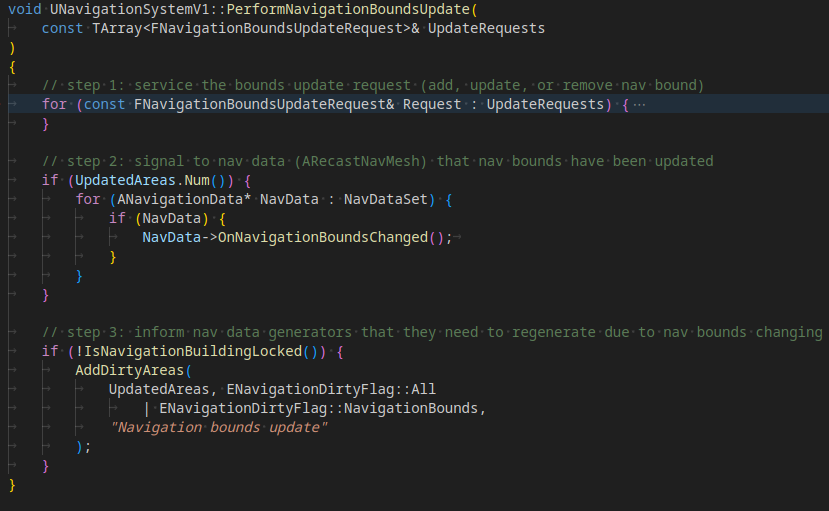 void UNavigationSystemV1::PerformNavigationBoundsUpdate(
    const TArray<FNavigationBoundsUpdateRequest>& UpdateRequests
)
{
    // step 1: service the bounds update request (add, update, or remove nav bound)
    for (const FNavigationBoundsUpdateRequest& Request : UpdateRequests) { ···
    }

    // step 2: signal to nav data (ARecastNavMesh) that nav bounds have been updated
    if (UpdatedAreas.Num()) {
        for (ANavigationData* NavData : NavDataSet) {
            if (NavData) {
                NavData->OnNavigationBoundsChanged();
            }
        }
    }

    // step 3: inform nav data generators that they need to regenerate due to nav bounds changing
    if (!IsNavigationBuildingLocked()) {
        AddDirtyAreas(
            UpdatedAreas, ENavigationDirtyFlag::All
                | ENavigationDirtyFlag::NavigationBounds,
            "Navigation bounds update"
        );
    }
}